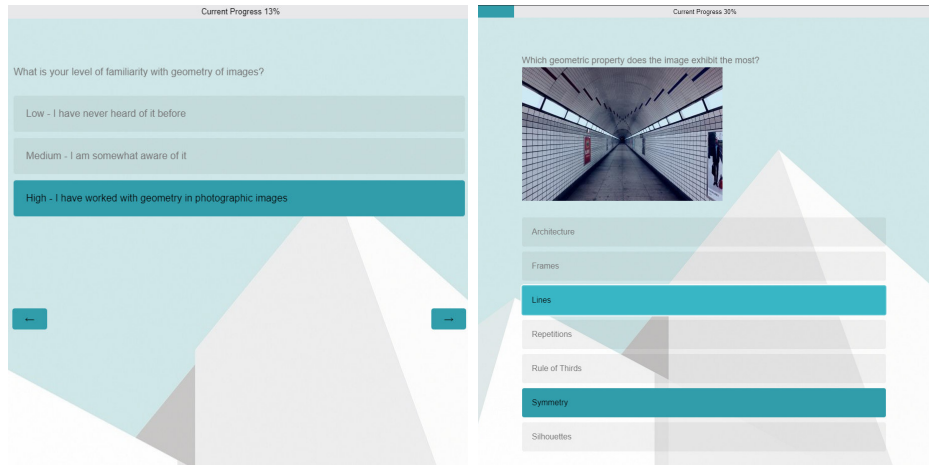 Current Progress 13%
What is your level of familiarity with geometry of images?
Low - I have never heard of it before
Medium - I am somewhat aware of it
High - I have worked with geometry in photographic images
←
→
Current Progress 30%
Which geometric property does the image exhibit the most?
Architecture
Frames
Lines
Repetitions
Rule of Thirds
Symmetry
Silhouettes